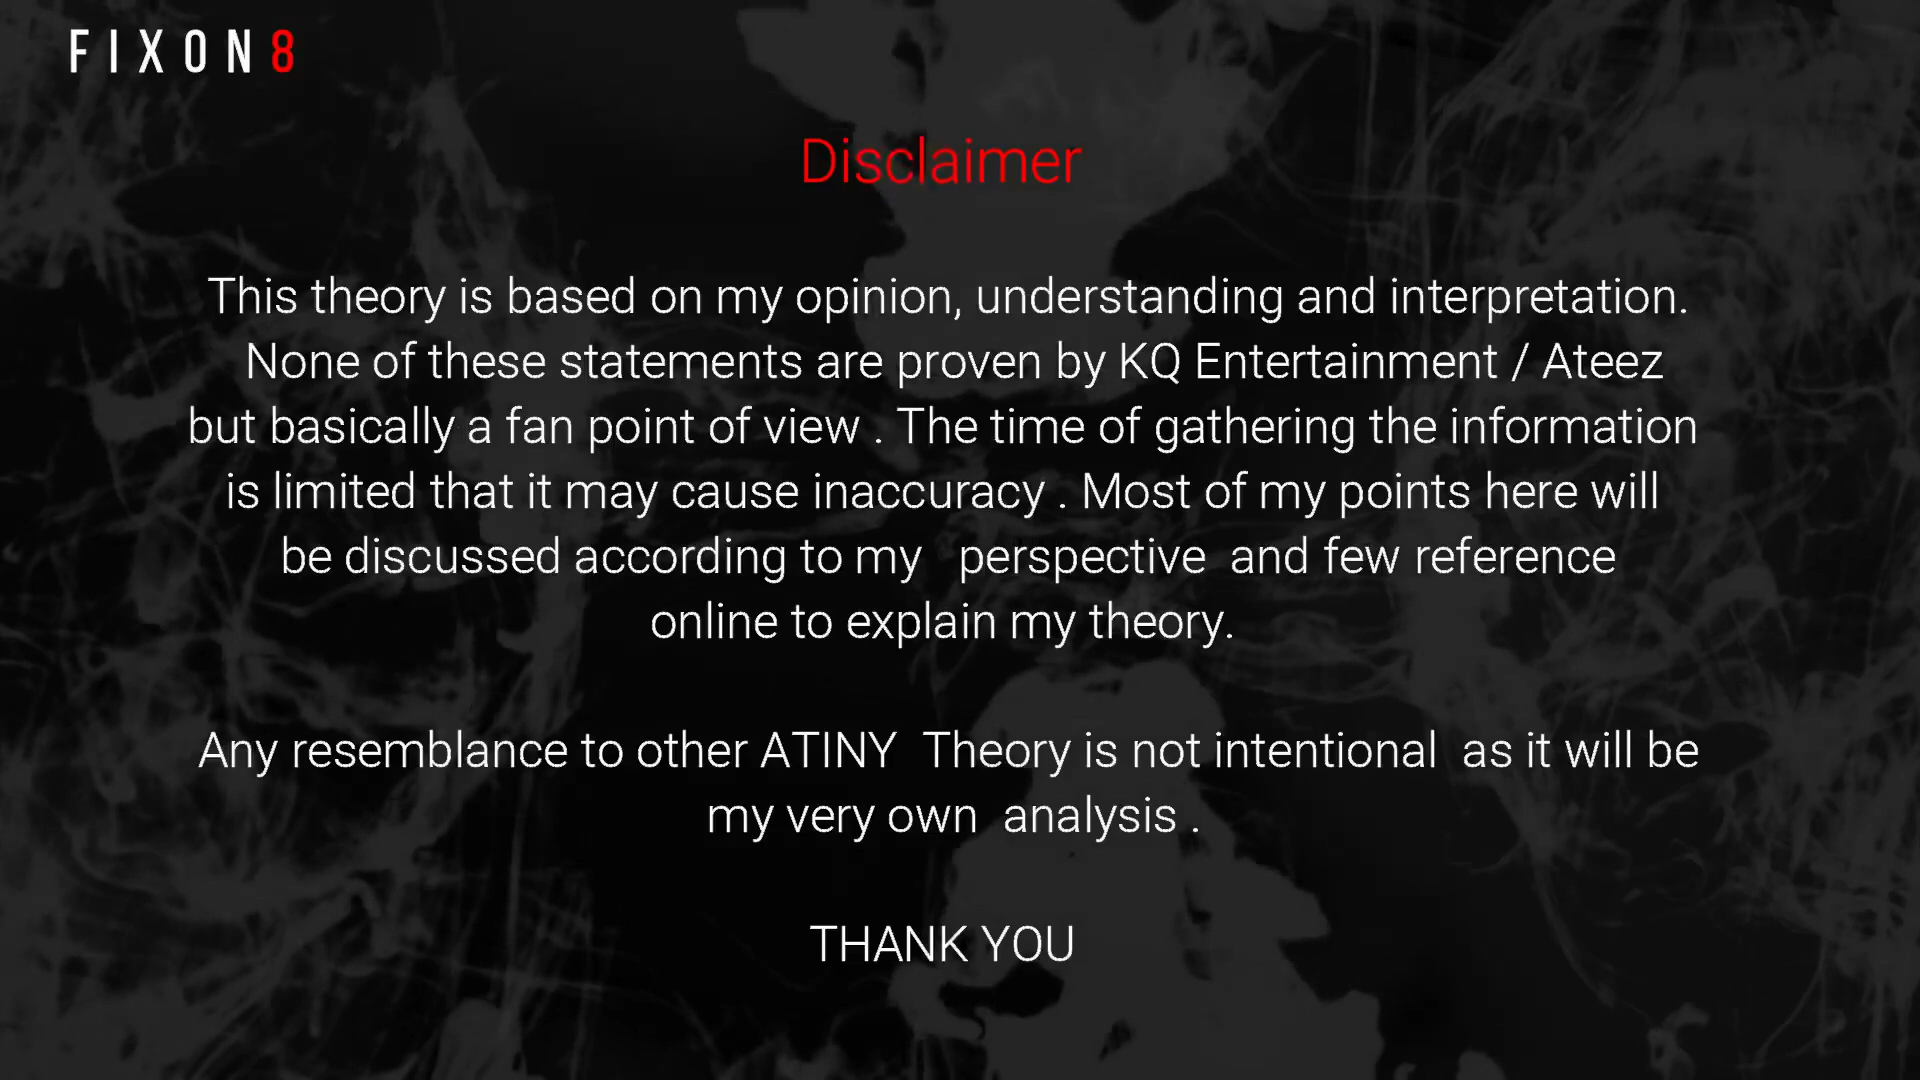 FIXON8
Disclaimer
This theory is based on my opinion, understanding and interpretation.
None of these statements are proven by KQ Entertainment / Ateez
but basically a fan point of view . The time of gathering the information
is limited that it may cause inaccuracy . Most of my points here will
be discussed according to my perspective and few reference
online to explain my theory.
Any resemblance to other ATINY Theory is not intentional as it will be
my very own analysis .
THANK YOU